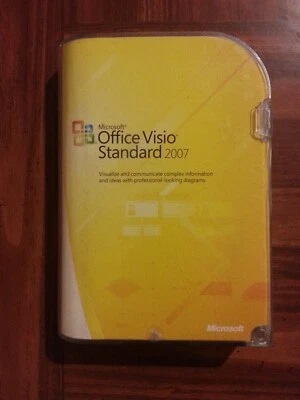 Microsoft®
Office Visio®
Standard 2007
Visualize and communicate complex information
and ideas with professional-looking diagrams
Microsoft